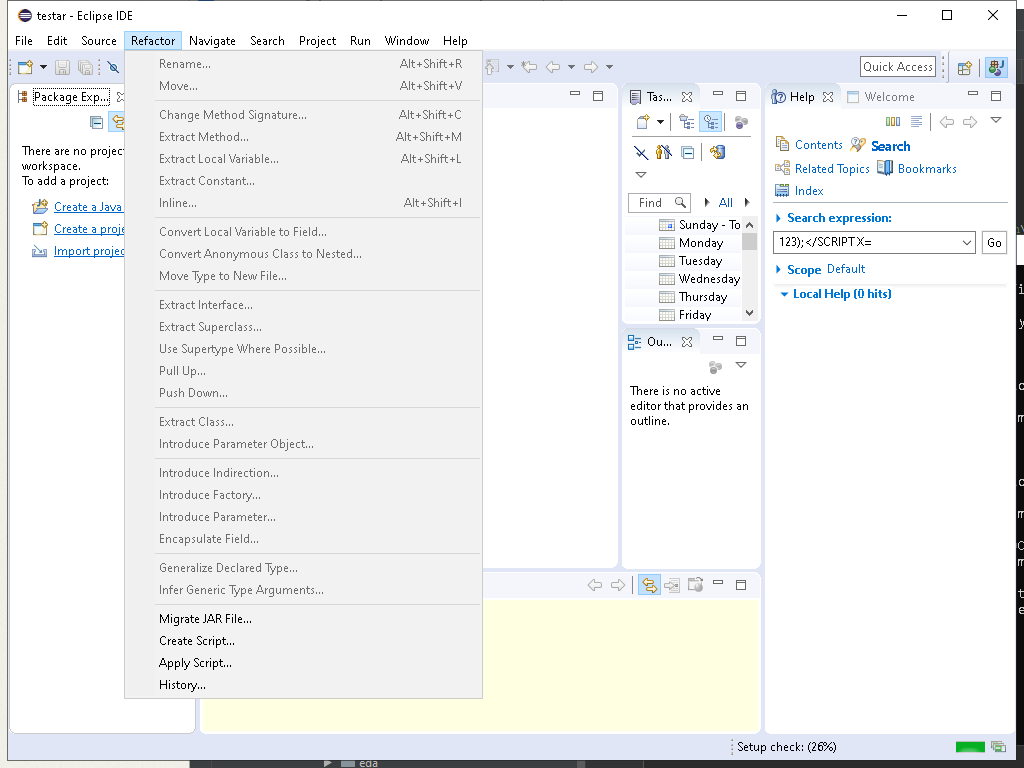 testar - Eclipse IDE
File Edit Source Refactor Navigate Search Project Run Window Help
Quick Access
Package Exp...
There are no projec
workspace.
To add a project:
Create a Java
Create a proje
Import projec
Rename... Alt+Shift+R
Move... Alt+Shift+V
Change Method Signature... Alt+Shift+C
Extract Method... Alt+Shift+M
Extract Local Variable... Alt+Shift+L
Extract Constant...
Inline... Alt+Shift+I
Convert Local Variable to Field...
Convert Anonymous Class to Nested...
Move Type to New File...
Extract Interface...
Extract Superclass...
Use Supertype Where Possible...
Pull Up...
Push Down...
Extract Class...
Introduce Parameter Object...
Introduce Indirection...
Introduce Factory...
Introduce Parameter...
Encapsulate Field...
Generalize Declared Type...
Infer Generic Type Arguments...
Migrate JAR File...
Create Script...
Apply Script...
History...
Tas...
Find All
Sunday - To
Monday
Tuesday
Wednesday
Thursday
Friday
Ou...
There is no active
editor that provides an
outline.
Help Welcome
Contents Search
Related Topics Bookmarks
Index
Search expression:
123);</SCRIPT X= Go
Scope Default
Local Help (0 hits)
Setup check: (26%)
eda